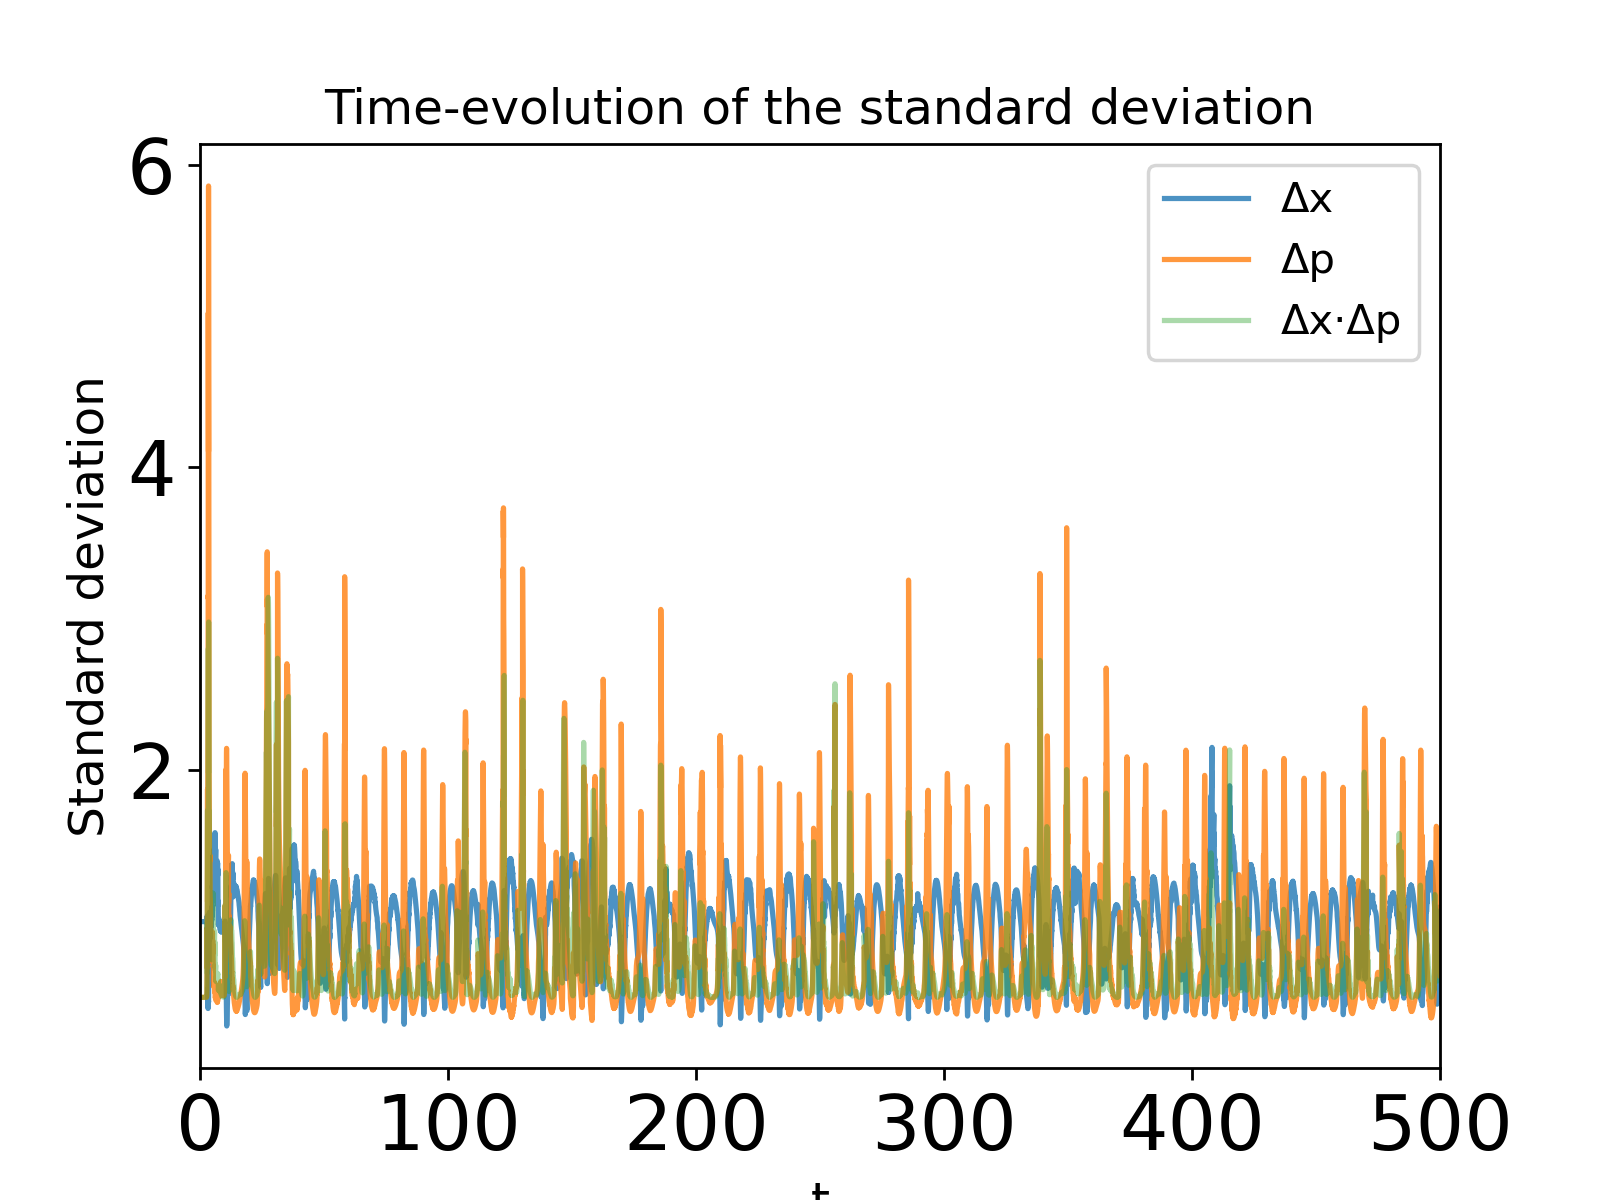 Time-evolution of the standard deviation
6
4
2
Standard deviation
Δx
Δp
Δx·Δp
0 100 200 300 400 500
t